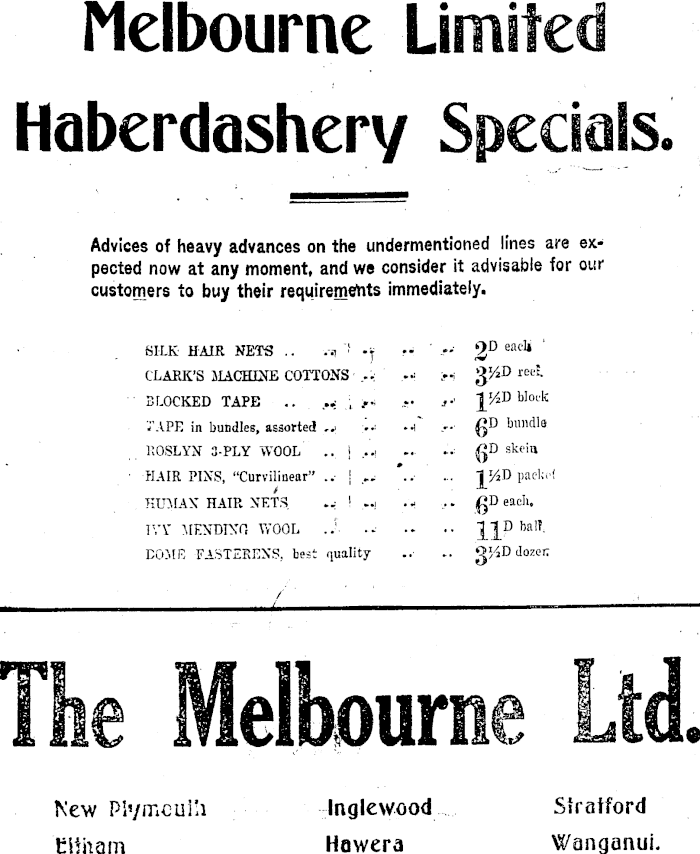 Melbourne Limited
Haberdashery Specials.
Advices of heavy advances on the undermentioned lines are ex-
pected now at any moment, and we consider it advisable for our
customers to buy their requirements immediately.
SILK HAIR NETS .. .. .. .. .. 2D each
CLARK'S MACHINE COTTONS .. .. .. 3½D reel.
BLOCKED TAPE .. .. .. .. .. 1½D block
TAPE in bundles, assorted .. .. .. .. 6D bundle
ROSLYN 3-PLY WOOL .. .. .. .. 6D skein
HAIR PINS, "Curvilinear" .. .. .. .. 1½D packet
HUMAN HAIR NETS .. .. .. .. 6D each.
IVY MENDING WOOL .. .. .. .. 11D ball.
DOME FASTERENS, best quality .. .. 3½D dozen
The Melbourne Ltd.
New Plymouth Inglewood Stratford
Eltham Hawera Wanganui.